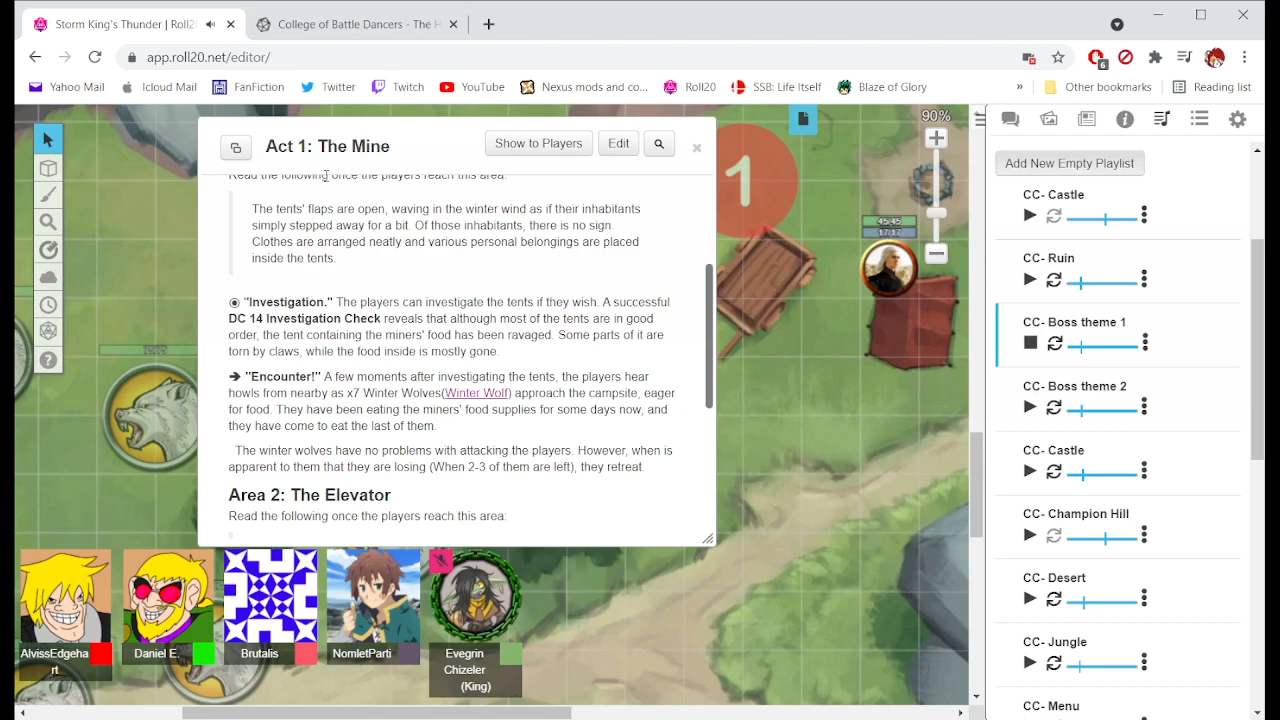 Storm King's Thunder | Roll20
College of Battle Dancers - The H
app.roll20.net/editor/
6
Yahoo Mail
Icloud Mail
FanFiction
Twitter
Twitch
YouTube
Nexus mods and co...
Roll20
SSB: Life Itself
Blaze of Glory
»
Other bookmarks
Reading list
Act 1: The Mine
Show to Players
Edit
Read the following once the players reach this area:
The tents' flaps are open, waving in the winter wind as if their inhabitants
simply stepped away for a bit. Of those inhabitants, there is no sign.
Clothes are arranged neatly and various personal belongings are placed
inside the tents.
"Investigation." The players can investigate the tents if they wish. A successful
DC 14 Investigation Check reveals that although most of the tents are in good
order, the tent containing the miners' food has been ravaged. Some parts of it are
torn by claws, while the food inside is mostly gone.
➔ "Encounter!" A few moments after investigating the tents, the players hear
howls from nearby as x7 Winter Wolves(Winter Wolf) approach the campsite, eager
for food. They have been eating the miners' food supplies for some days now, and
they have come to eat the last of them.
The winter wolves have no problems with attacking the players. However, when is
apparent to them that they are losing (When 2-3 of them are left), they retreat.
Area 2: The Elevator
Read the following once the players reach this area:
1
90%
45/45
17/17
AlvissEdgeha
rt
Daniel E.
Brutalis
NomletParti
Evegrin
Chizeler
(King)
Add New Empty Playlist
CC- Castle
CC- Ruin
CC- Boss theme 1
CC- Boss theme 2
CC- Castle
CC- Champion Hill
CC- Desert
CC- Jungle
CC- Menu